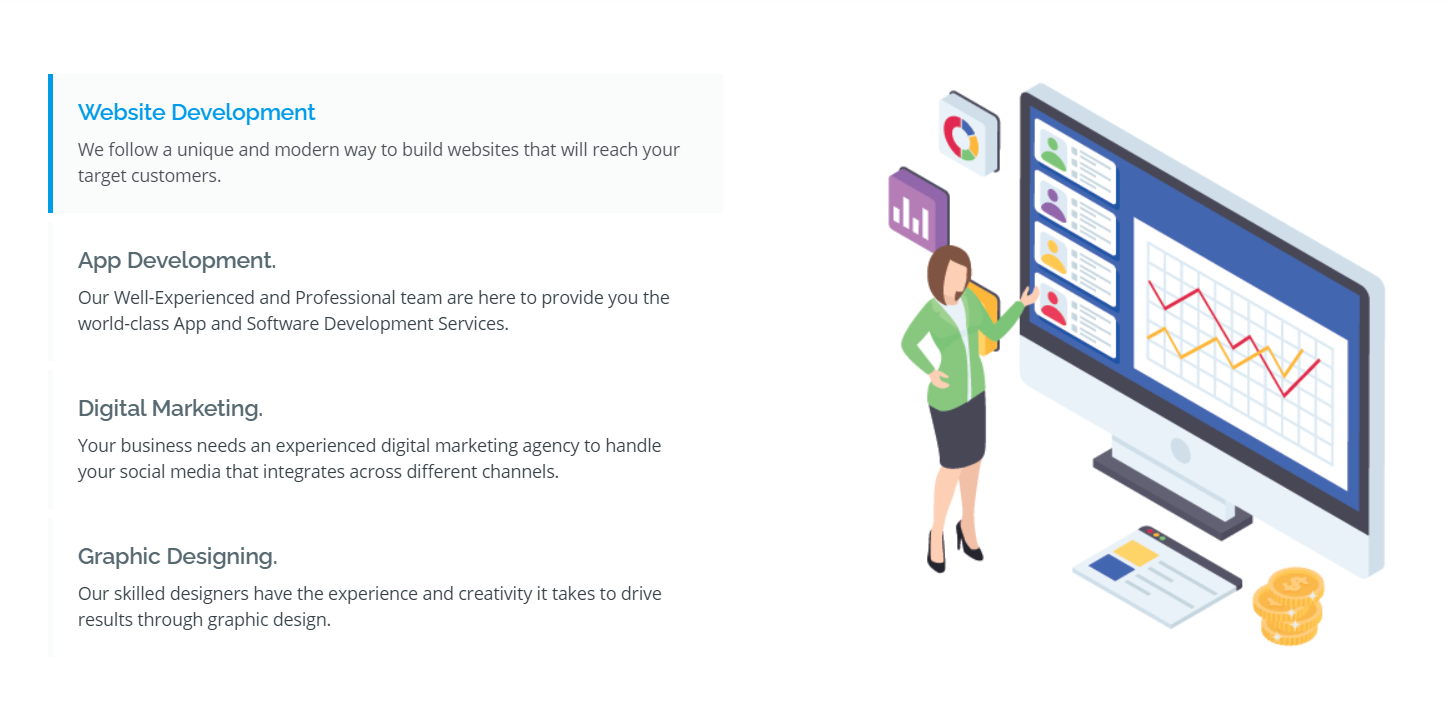 Website Development
We follow a unique and modern way to build websites that will reach your
target customers.
App Development.
Our Well-Experienced and Professional team are here to provide you the
world-class App and Software Development Services.
Digital Marketing.
Your business needs an experienced digital marketing agency to handle
your social media that integrates across different channels.
Graphic Designing.
Our skilled designers have the experience and creativity it takes to drive
results through graphic design.
$